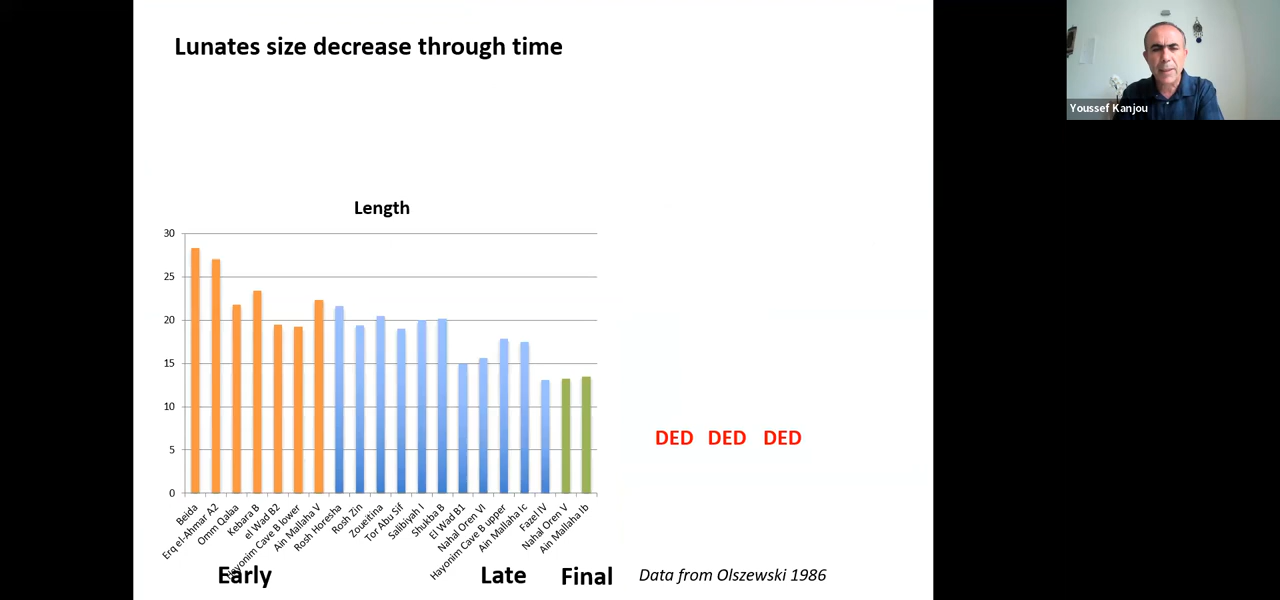 Lunates size decrease through time
Youssef Kanjou
Length
30
25
20
15
10
5
0
Beida
Erq el-Ahmar A2
Omm Qalaa
Kebara B
el Wad B2
Hayonim Cave B lower
Ain Mallaha V
Rosh Horesha
Rosh Zin
Zoueitina
Tor Abu Sif
Salibiyah I
Shukba B
El Wad B1
Nahal Oren VI
Hayonim Cave B upper
Ain Mallaha Ic
Fazel IV
Nahal Oren V
Ain Mallaha Ib
DED DED DED
Early Late Final
Data from Olszewski 1986